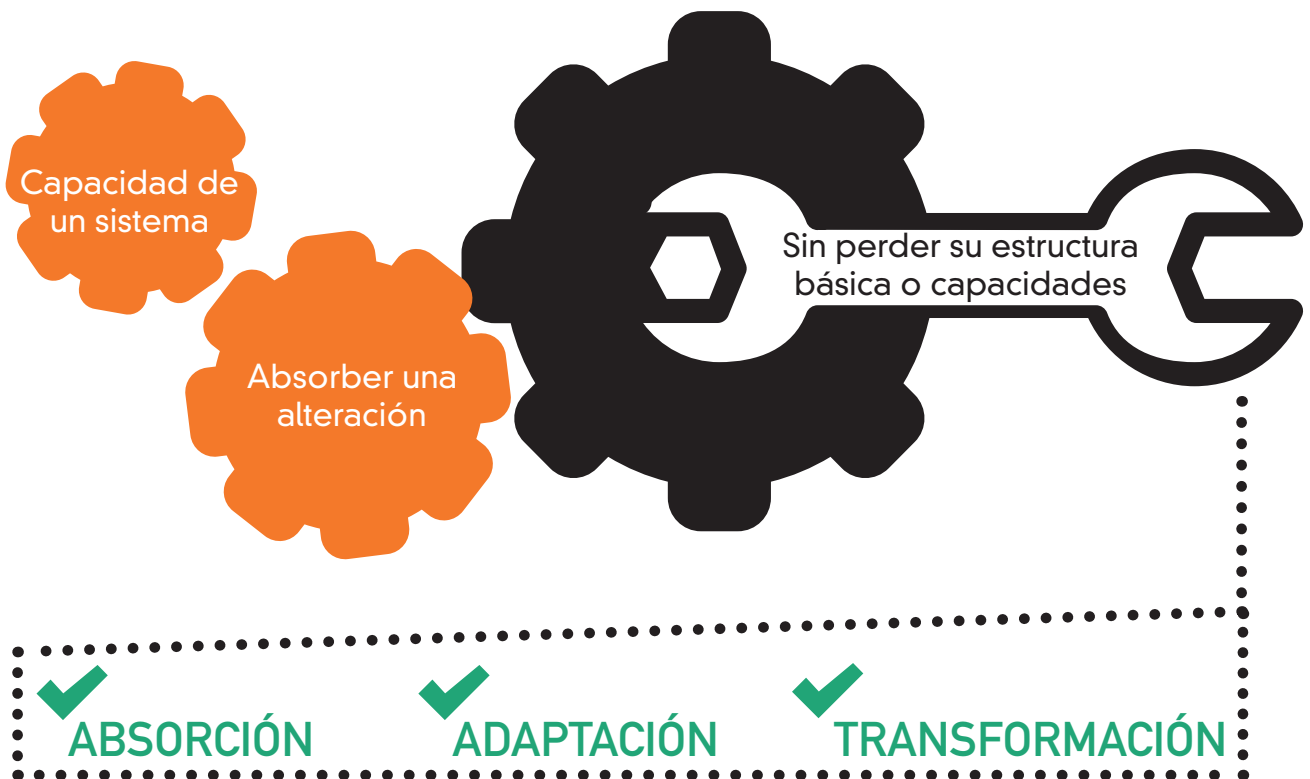 Capacidad de
un sistema
Absorber una
alteración
Sin perder su estructura
básica o capacidades
ABSORCIÓN
ADAPTACIÓN
TRANSFORMACIÓN